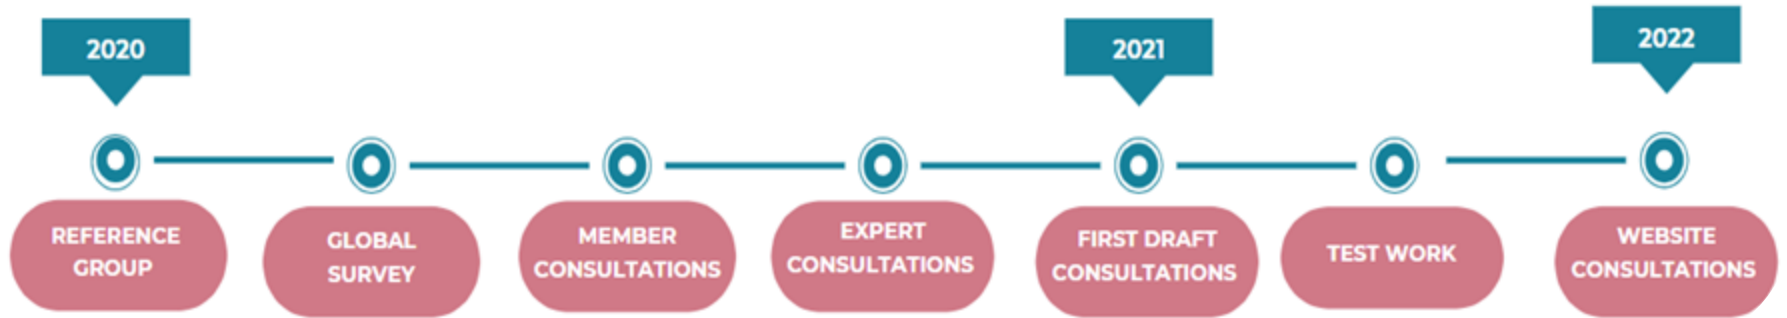 2020
2021
2022
REFERENCE
GROUP
GLOBAL
SURVEY
MEMBER
CONSULTATIONS
EXPERT
CONSULTATIONS
FIRST DRAFT
CONSULTATIONS
TEST WORK
WEBSITE
CONSULTATIONS